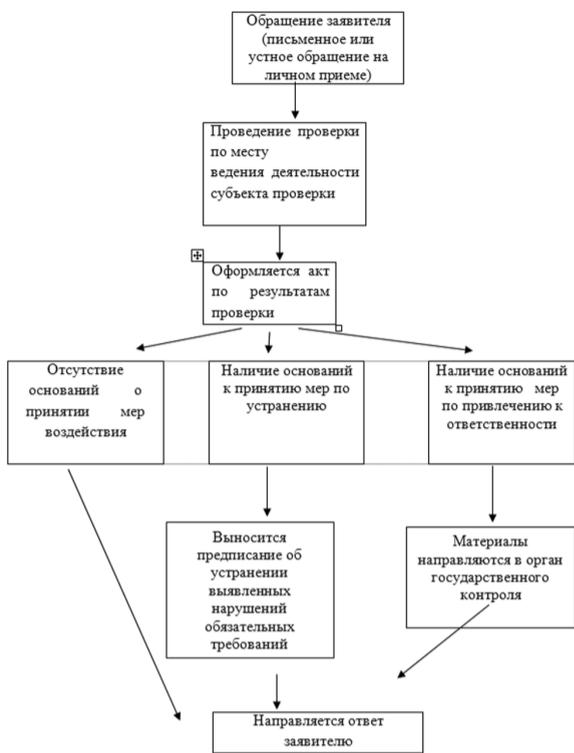 Обращение заявителя
(письменное или
устное обращение на
личном приеме)
Проведение проверки
по месту
ведения деятельности
субъекта проверки
Оформляется акт
по результатам
проверки
Отсутствие
оснований о
принятии мер
воздействия
Наличие оснований
к принятию мер по
устранению
Наличие оснований
к принятию мер
по привлечению к
ответственности
Выносится
предписание об
устранении
выявленных
нарушений
обязательных
требований
Материалы
направляются в орган
государственного
контроля
Направляется ответ
заявителю